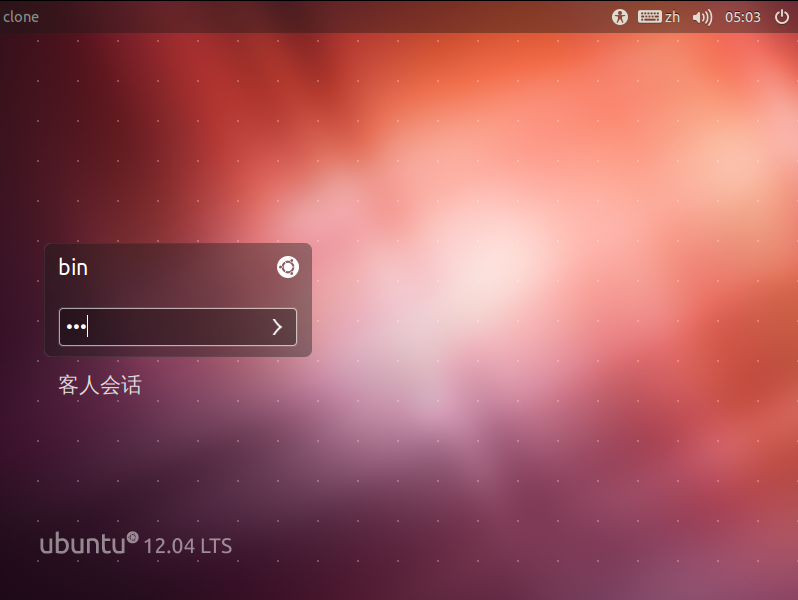 clone
zh
05:03
bin
客人会话
ubuntu 12.04 LTS